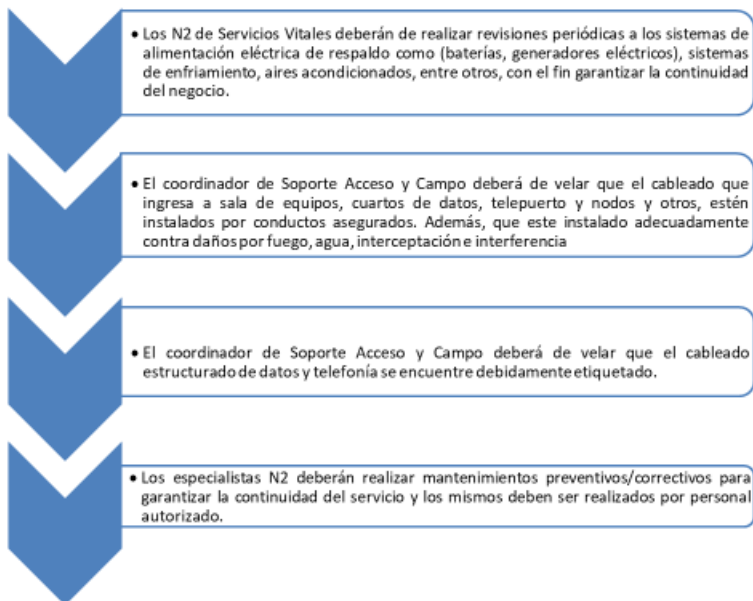 • Los N2 de Servicios Vitales deberán de realizar revisiones periódicas a los sistemas de
alimentación eléctrica de respaldo como (baterías, generadores eléctricos), sistemas
de enfriamiento, aires acondicionados, entre otros, con el fin garantizar la continuidad
del negocio.
• El coordinador de Soporte Acceso y Campo deberá de velar que el cableado que
ingresa a sala de equipos, cuartos de datos, telepuerto y nodos y otros, estén
instalados por conductos asegurados. Además, que este instalado adecuadamente
contra daños por fuego, agua, interceptación e interferencia
• El coordinador de Soporte Acceso y Campo deberá de velar que el cableado
estructurado de datos y telefonía se encuentre debidamente etiquetado.
• Los especialistas N2 deberán realizar mantenimientos preventivos/correctivos para
garantizar la continuidad del servicio y los mismos deben ser realizados por personal
autorizado.